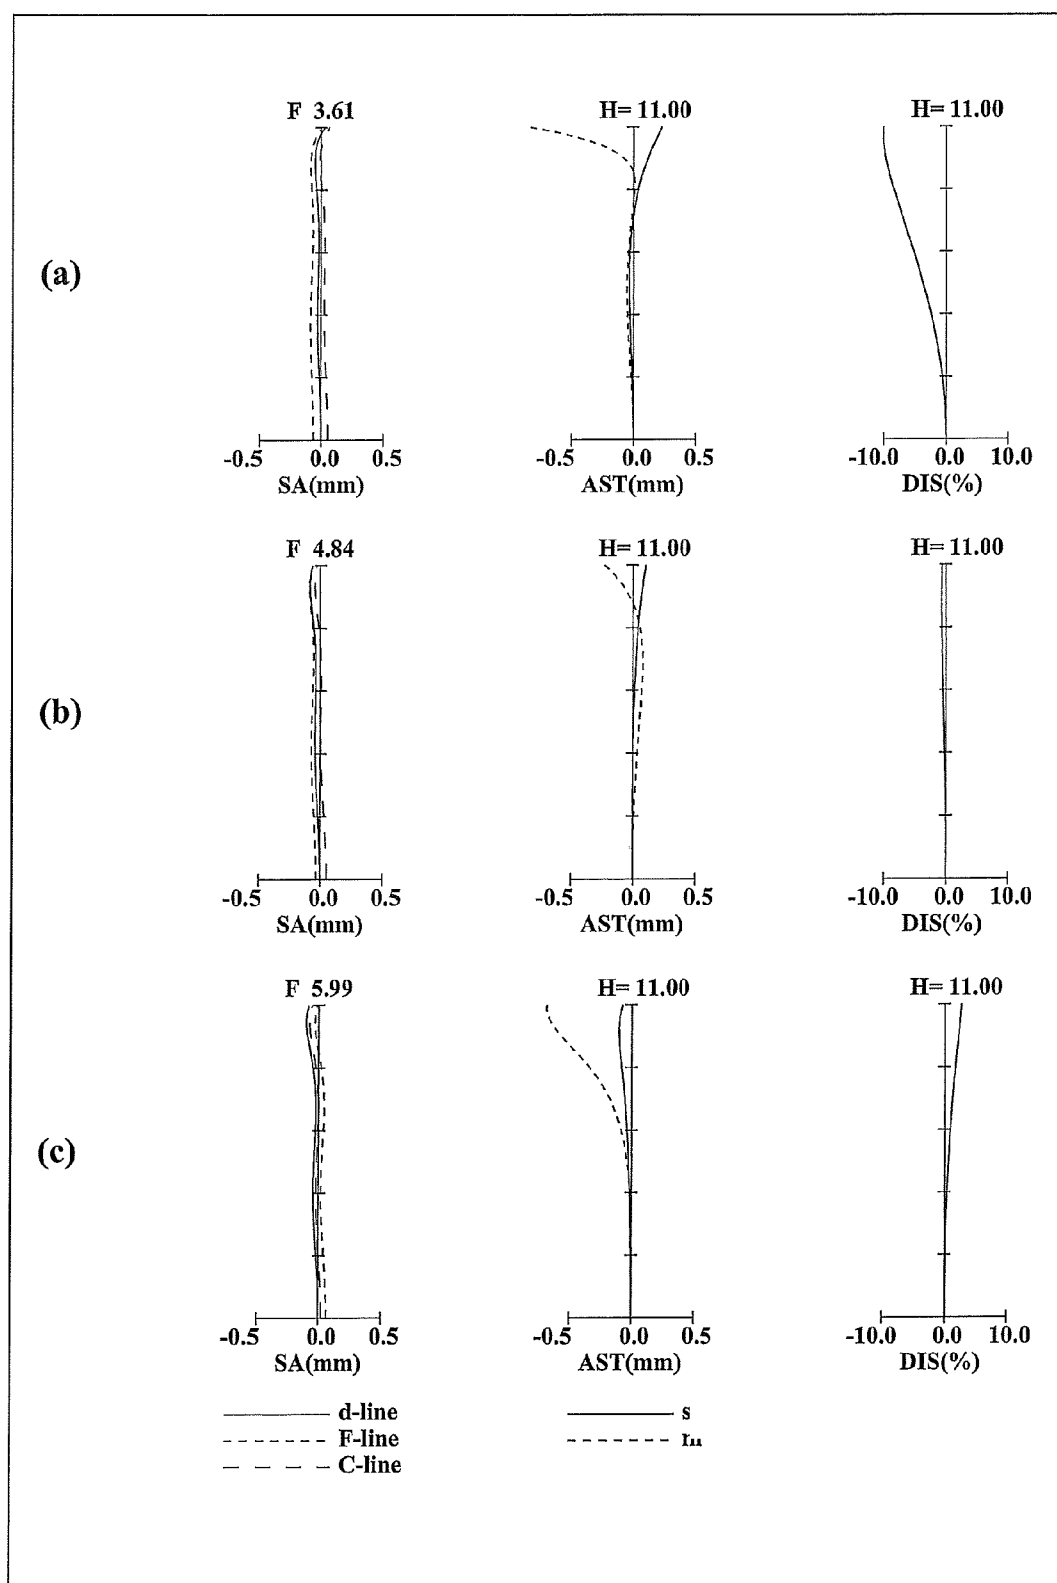 F 3.61 H= 11.00 H= 11.00
(a)
-0.5 0.0 0.5 -0.5 0.0 0.5 -10.0 0.0 10.0
SA(mm) AST(mm) DIS(%)
F 4.84 H= 11.00 H= 11.00
(b)
-0.5 0.0 0.5 -0.5 0.0 0.5 -10.0 0.0 10.0
SA(mm) AST(mm) DIS(%)
F 5.99 H= 11.00 H= 11.00
(c)
-0.5 0.0 0.5 -0.5 0.0 0.5 -10.0 0.0 10.0
SA(mm) AST(mm) DIS(%)
d-line s
F-line
C-line